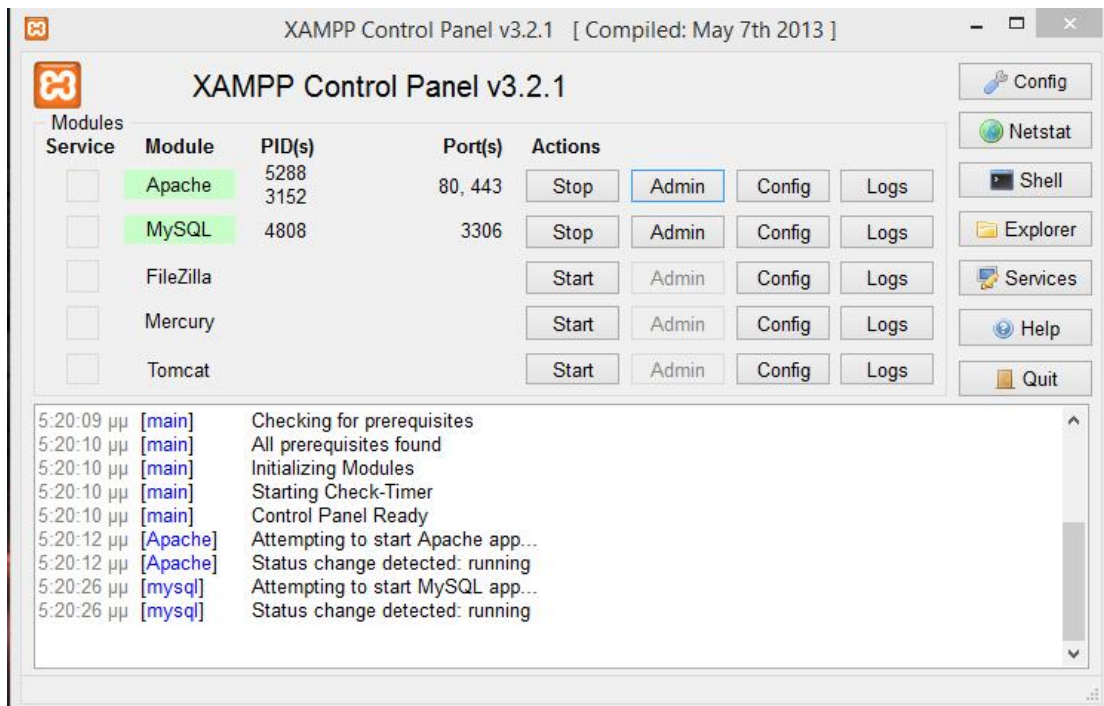 XAMPP Control Panel v3.2.1 [ Compiled: May 7th 2013 ]
XAMPP Control Panel v3.2.1
Config
Modules
Netstat
Service Module PID(s) Port(s) Actions
Apache 5288 3152 80, 443 Stop Admin Config Logs
Shell
MySQL 4808 3306 Stop Admin Config Logs
Explorer
FileZilla Start Admin Config Logs
Services
Mercury Start Admin Config Logs
Help
Tomcat Start Admin Config Logs
Quit
5:20:09 μμ [main] Checking for prerequisites
5:20:10 μμ [main] All prerequisites found
5:20:10 μμ [main] Initializing Modules
5:20:10 μμ [main] Starting Check-Timer
5:20:10 μμ [main] Control Panel Ready
5:20:12 μμ [Apache] Attempting to start Apache app...
5:20:12 μμ [Apache] Status change detected: running
5:20:26 μμ [mysql] Attempting to start MySQL app...
5:20:26 μμ [mysql] Status change detected: running